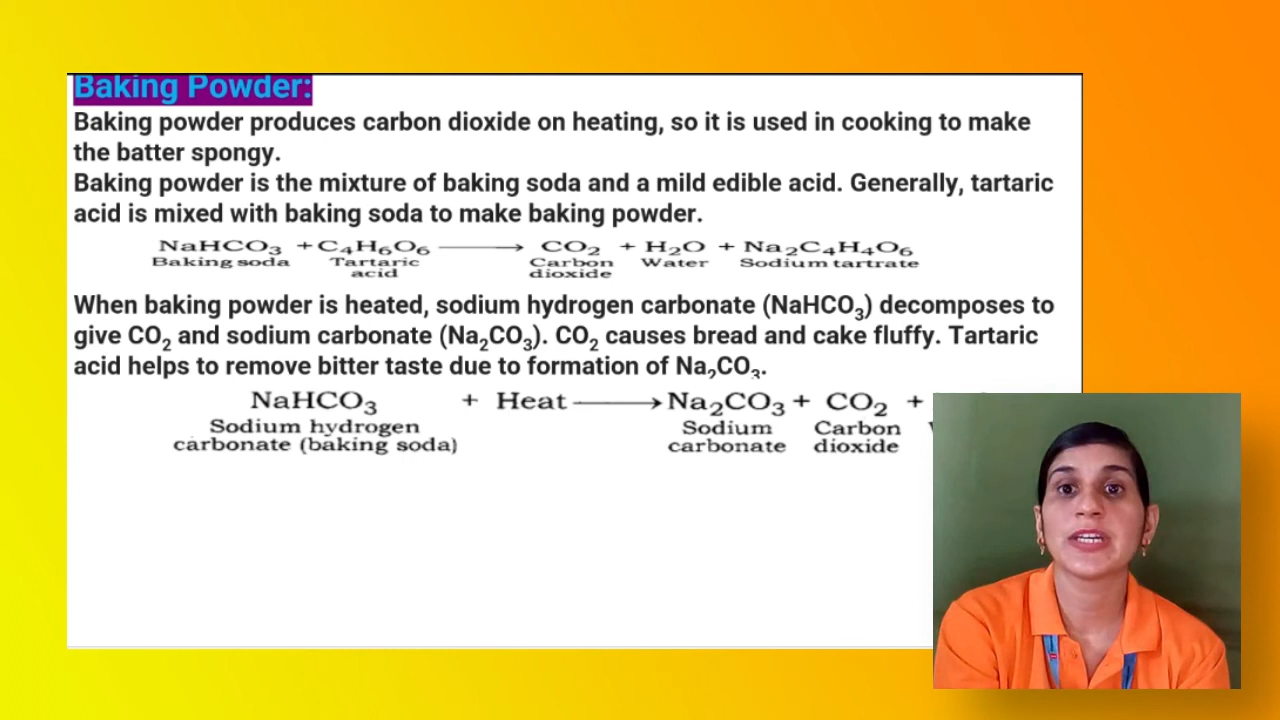 Baking Powder:
Baking powder produces carbon dioxide on heating, so it is used in cooking to make
the batter spongy.
Baking powder is the mixture of baking soda and a mild edible acid. Generally, tartaric
acid is mixed with baking soda to make baking powder.
NaHCO₃ + C₄H₆O₆ ⟶ CO₂ + H₂O + Na₂C₄H₄O₆
Baking soda Tartaric Carbon Water Sodium tartrate
acid dioxide
When baking powder is heated, sodium hydrogen carbonate (NaHCO₃) decomposes to
give CO₂ and sodium carbonate (Na₂CO₃). CO₂ causes bread and cake fluffy. Tartaric
acid helps to remove bitter taste due to formation of Na₂CO₃.
NaHCO₃ + Heat ⟶ Na₂CO₃ + CO₂ +
Sodium hydrogen Sodium Carbon
carbonate (baking soda) carbonate dioxide